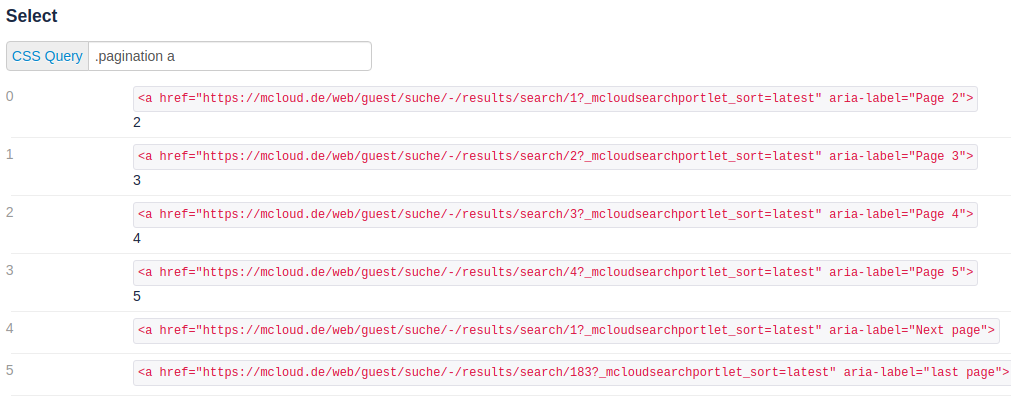 Select
CSS Query .pagination a
0 <a href="https://mcloud.de/web/guest/suche/-/results/search/1?_mcloudsearchportlet_sort=latest" aria-label="Page 2">
2
1 <a href="https://mcloud.de/web/guest/suche/-/results/search/2?_mcloudsearchportlet_sort=latest" aria-label="Page 3">
3
2 <a href="https://mcloud.de/web/guest/suche/-/results/search/3?_mcloudsearchportlet_sort=latest" aria-label="Page 4">
4
3 <a href="https://mcloud.de/web/guest/suche/-/results/search/4?_mcloudsearchportlet_sort=latest" aria-label="Page 5">
5
4 <a href="https://mcloud.de/web/guest/suche/-/results/search/1?_mcloudsearchportlet_sort=latest" aria-label="Next page">
5 <a href="https://mcloud.de/web/guest/suche/-/results/search/183?_mcloudsearchportlet_sort=latest" aria-label="last page">